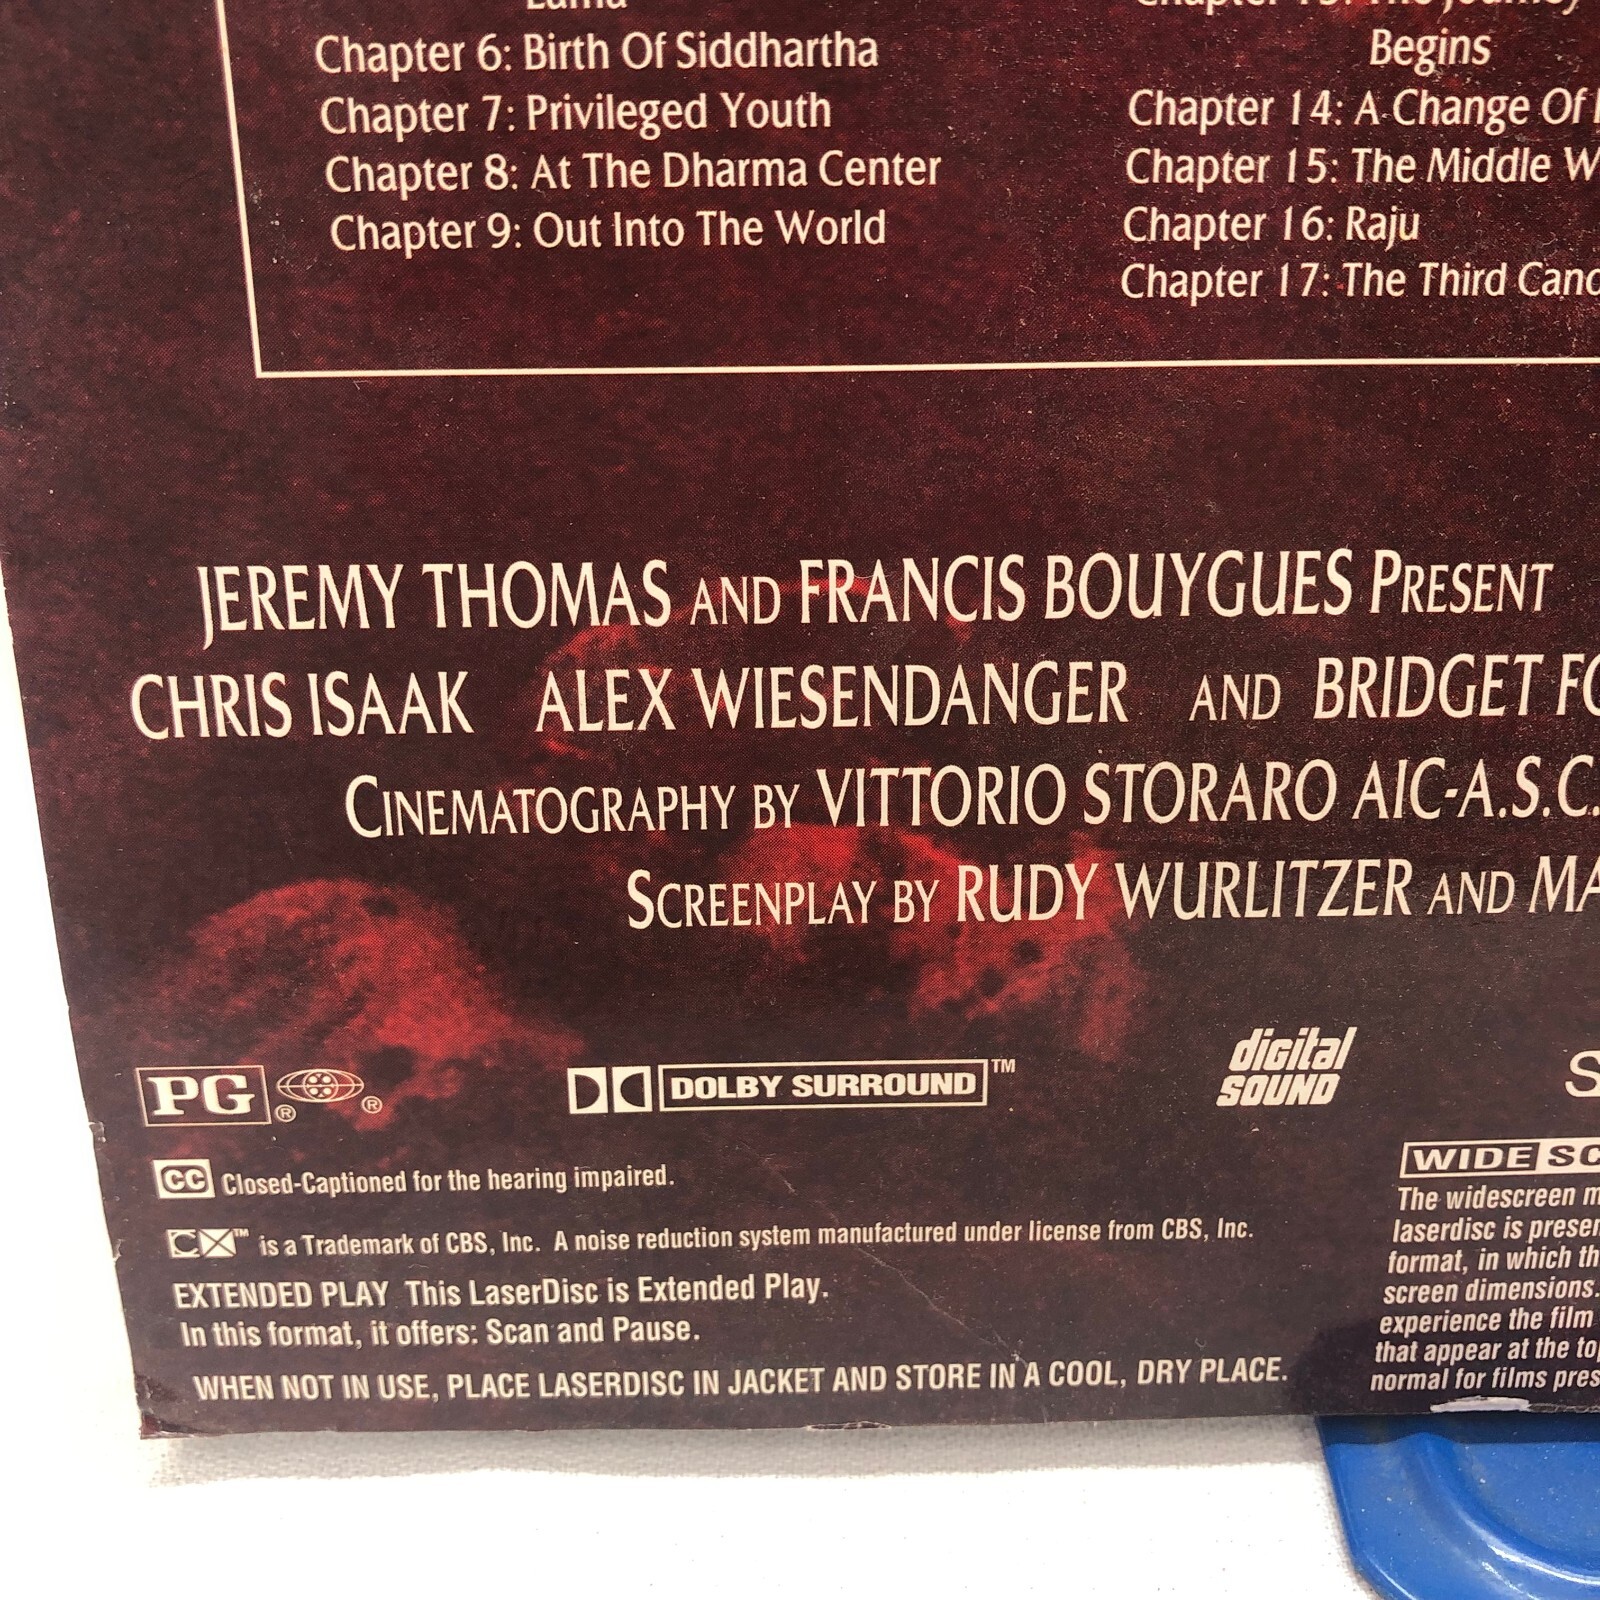 Chapter 6: Birth Of Siddhartha
Chapter 7: Privileged Youth
Chapter 8: At The Dharma Center
Chapter 9: Out Into The World
Begins
Chapter 14: A Change Of
Chapter 15: The Middle
Chapter 16: Raju
Chapter 17: The Third
JEREMY THOMAS AND FRANCIS BOUYGUES PRESENT
CHRIS ISAAK ALEX WIESENDANGER AND BRIDGET
CINEMATOGRAPHY BY VITTORIO STORARO AIC-A.S.C.
SCREENPLAY BY RUDY WURLITZER AND
PG ® ®
DOLBY SURROUND™
digital SOUND
CC Closed-Captioned for the hearing impaired.
CX™ is a Trademark of CBS, Inc. A noise reduction system manufactured under license from CBS, Inc.
EXTENDED PLAY This LaserDisc is Extended Play.
In this format, it offers: Scan and Pause.
WHEN NOT IN USE, PLACE LASERDISC IN JACKET AND STORE IN A COOL, DRY PLACE.
WIDE
The widescreen
laserdisc is
format, in which
screen dimensions.
experience the film
that appear at the
normal for films